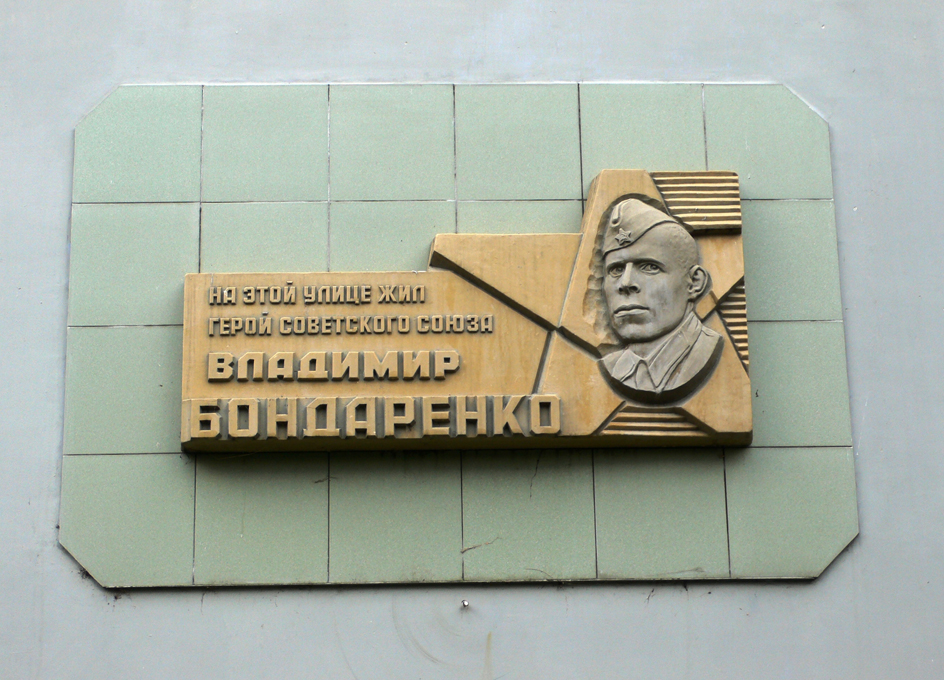 НА ЭТОЙ УЛИЦЕ ЖИЛ
ГЕРОЙ СОВЕТСКОГО СОЮЗА
ВЛАДИМИР
БОНДАРЕНКО